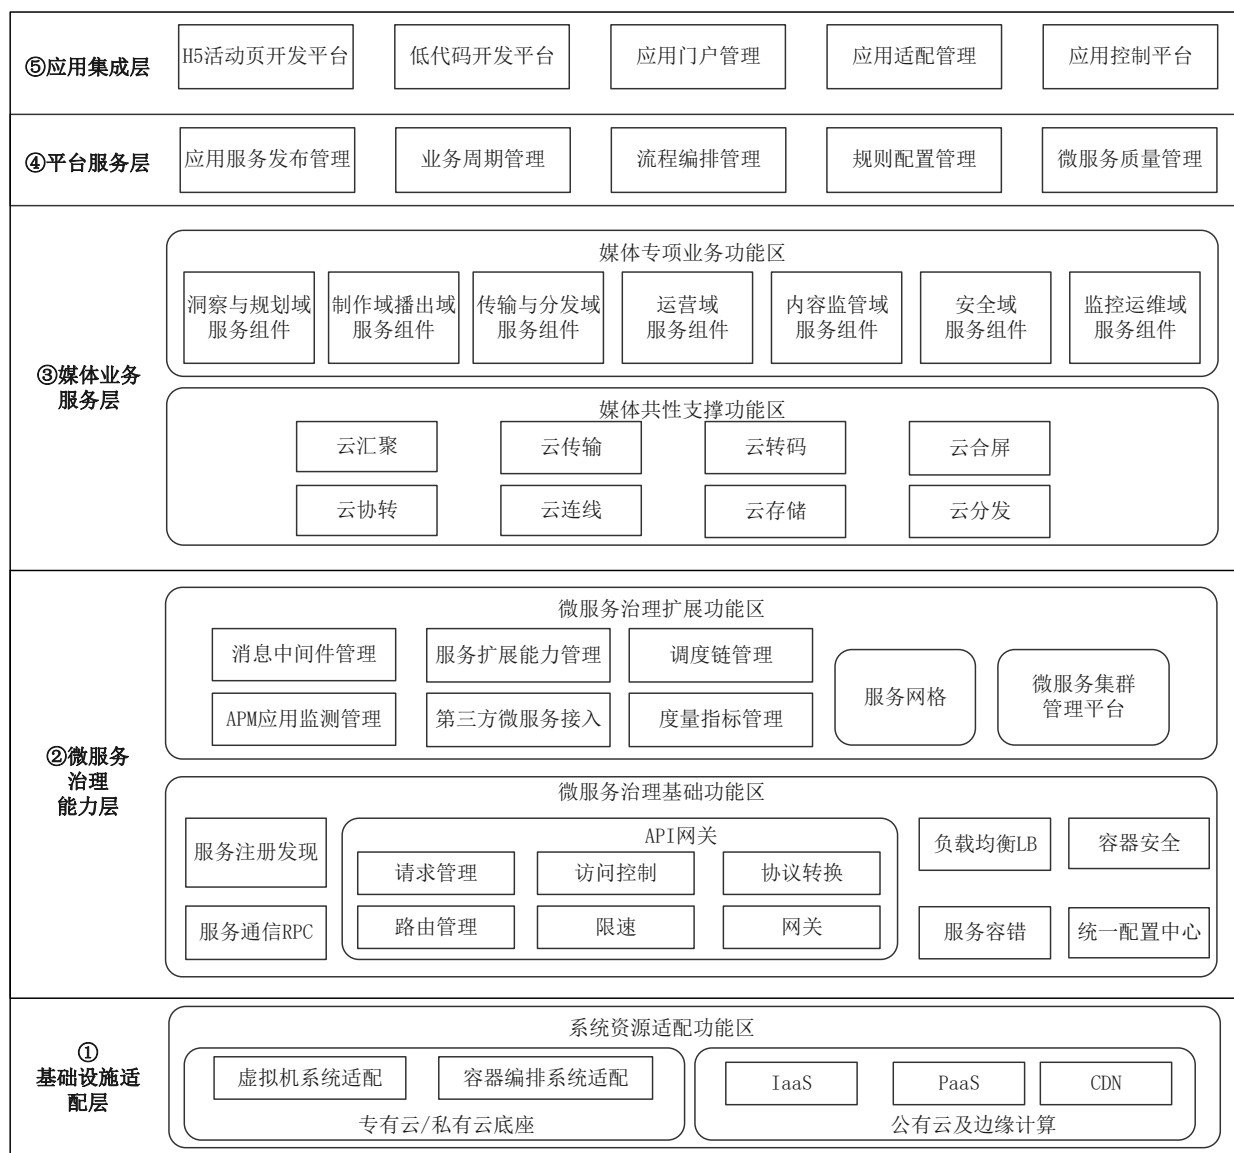 ⑤应用集成层
H5活动页开发平台
低代码开发平台
应用门户管理
应用适配管理
应用控制平台
④平台服务层
应用服务发布管理
业务周期管理
流程编排管理
规则配置管理
微服务质量管理
③媒体业务
服务层
媒体专项业务功能区
洞察与规划域
服务组件
制作域播出域
服务组件
传输与分发域
服务组件
运营域
服务组件
内容监管域
服务组件
安全域
服务组件
监控运维域
服务组件
媒体共性支撑功能区
云汇聚
云传输
云转码
云合屏
云协转
云连线
云存储
云分发
②微服务
治理
能力层
微服务治理扩展功能区
消息中间件管理
服务扩展能力管理
调度链管理
APM应用监测管理
第三方微服务接入
度量指标管理
服务网格
微服务集群
管理平台
微服务治理基础功能区
服务注册发现
服务通信RPC
API网关
请求管理
访问控制
协议转换
路由管理
限速
网关
负载均衡LB
容器安全
服务容错
统一配置中心
①
基础设施适
配层
系统资源适配功能区
虚拟机系统适配
容器编排系统适配
专有云/私有云底座
IaaS
PaaS
CDN
公有云及边缘计算